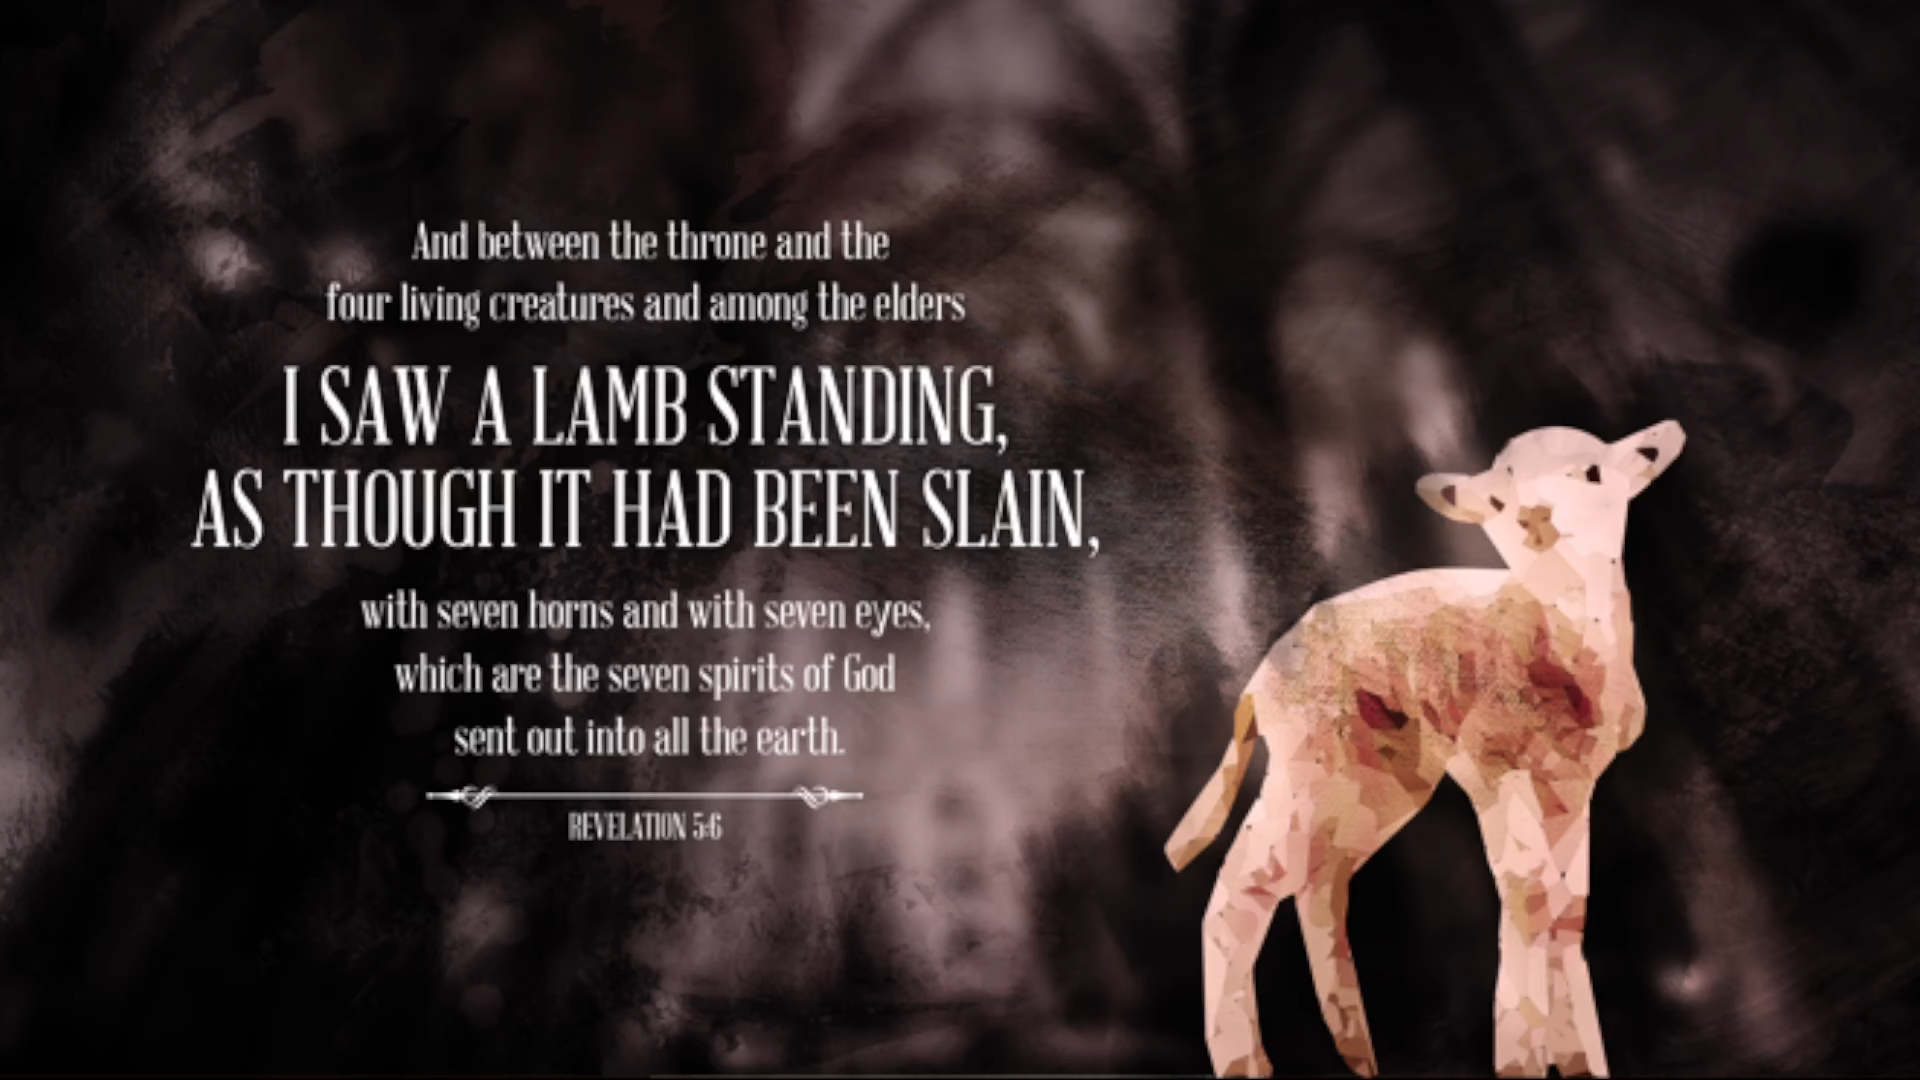 And between the throne and the
four living creatures and among the elders
I SAW A LAMB STANDING,
AS THOUGH IT HAD BEEN SLAIN,
with seven horns and with seven eyes,
which are the seven spirits of God
sent out into all the earth.
REVELATION 5:6